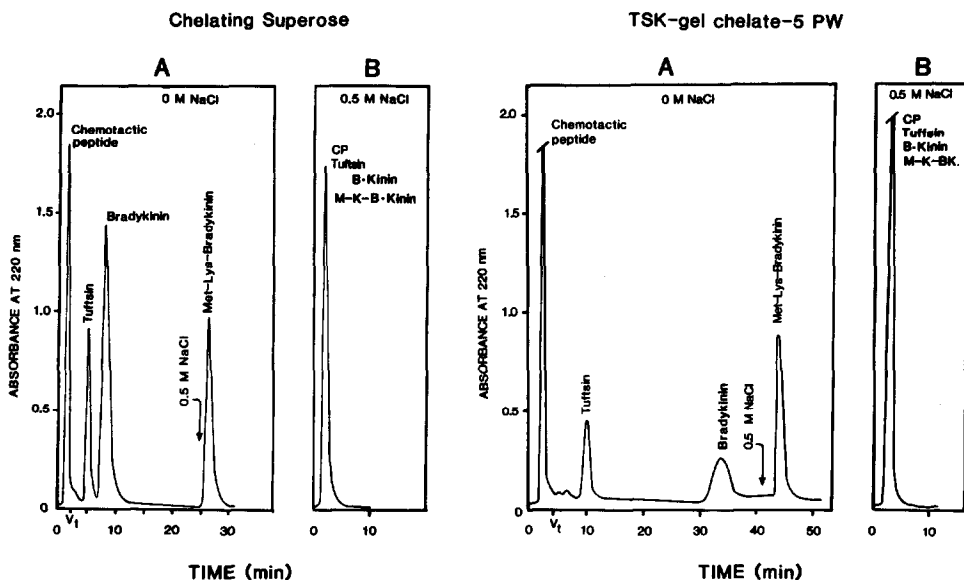 Chelating Superose
TSK-gel chelate-5 PW
A
B
A
B
0 M NaCl
0.5 M NaCl
0 M NaCl
0.5 M NaCl
ABSORBANCE AT 220 nm
2.0
1.5
1.0
0.5
0
Chemotactic
peptide
Tuftsin
Bradykinin
0.5 M NaCl
Met-Lys-Bradykinin
0
10
20
30
Vt
CP
Tuftsin
B·Kinin
M-K-B·Kinin
0
10
TIME (min)
ABSORBANCE AT 220 nm
2.0
1.5
1.0
0.5
0
Chemotactic
peptide
Tuftsin
Bradykinin
0.5 M NaCl
Met-Lys-Bradykinin
0
10
20
30
40
50
Vt
CP
Tuftsin
B·Kinin
M-K-BK.
0
10
TIME (min)